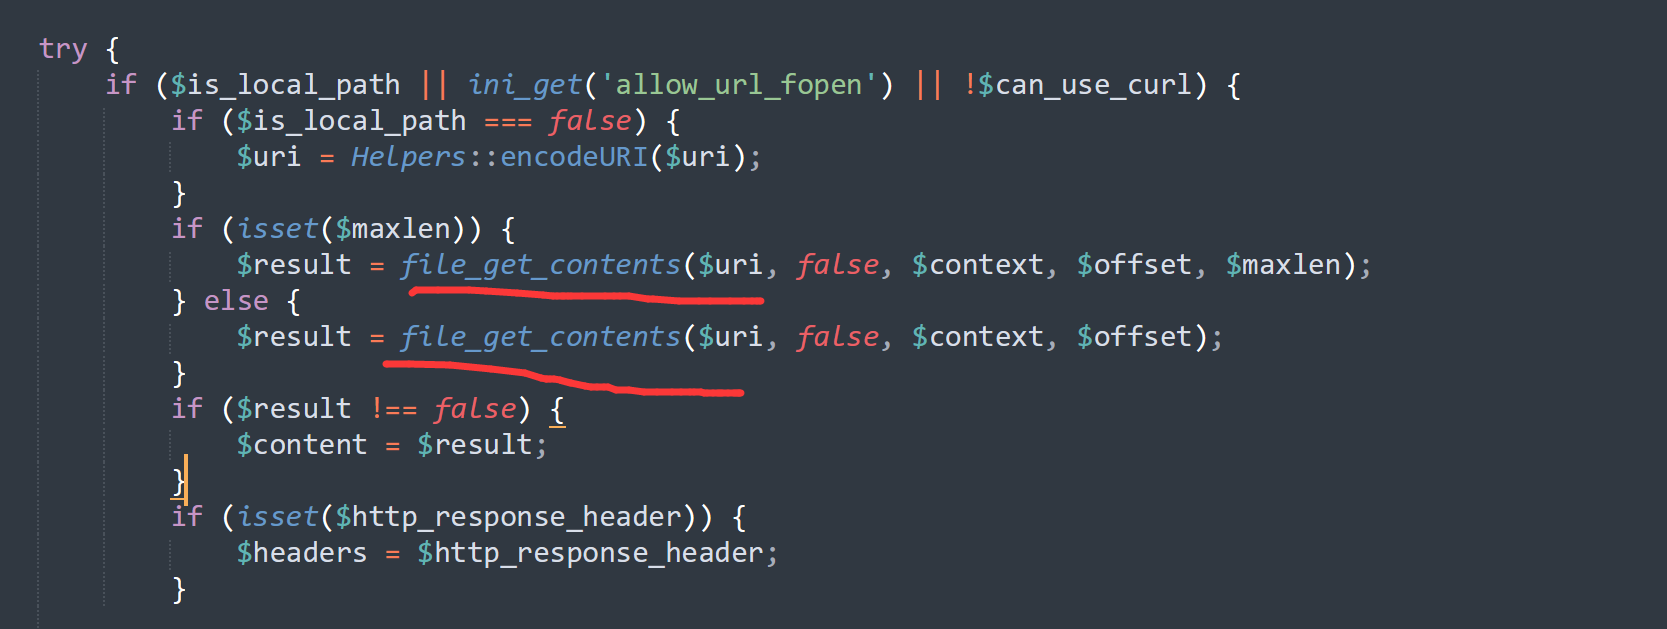 try {
if ($is_local_path || ini_get('allow_url_fopen') || !$can_use_curl) {
if ($is_local_path === false) {
$uri = Helpers::encodeURI($uri);
}
if (isset($maxlen)) {
$result = file_get_contents($uri, false, $context, $offset, $maxlen);
} else {
$result = file_get_contents($uri, false, $context, $offset);
}
if ($result !== false) {
$content = $result;
}
if (isset($http_response_header)) {
$headers = $http_response_header;
}